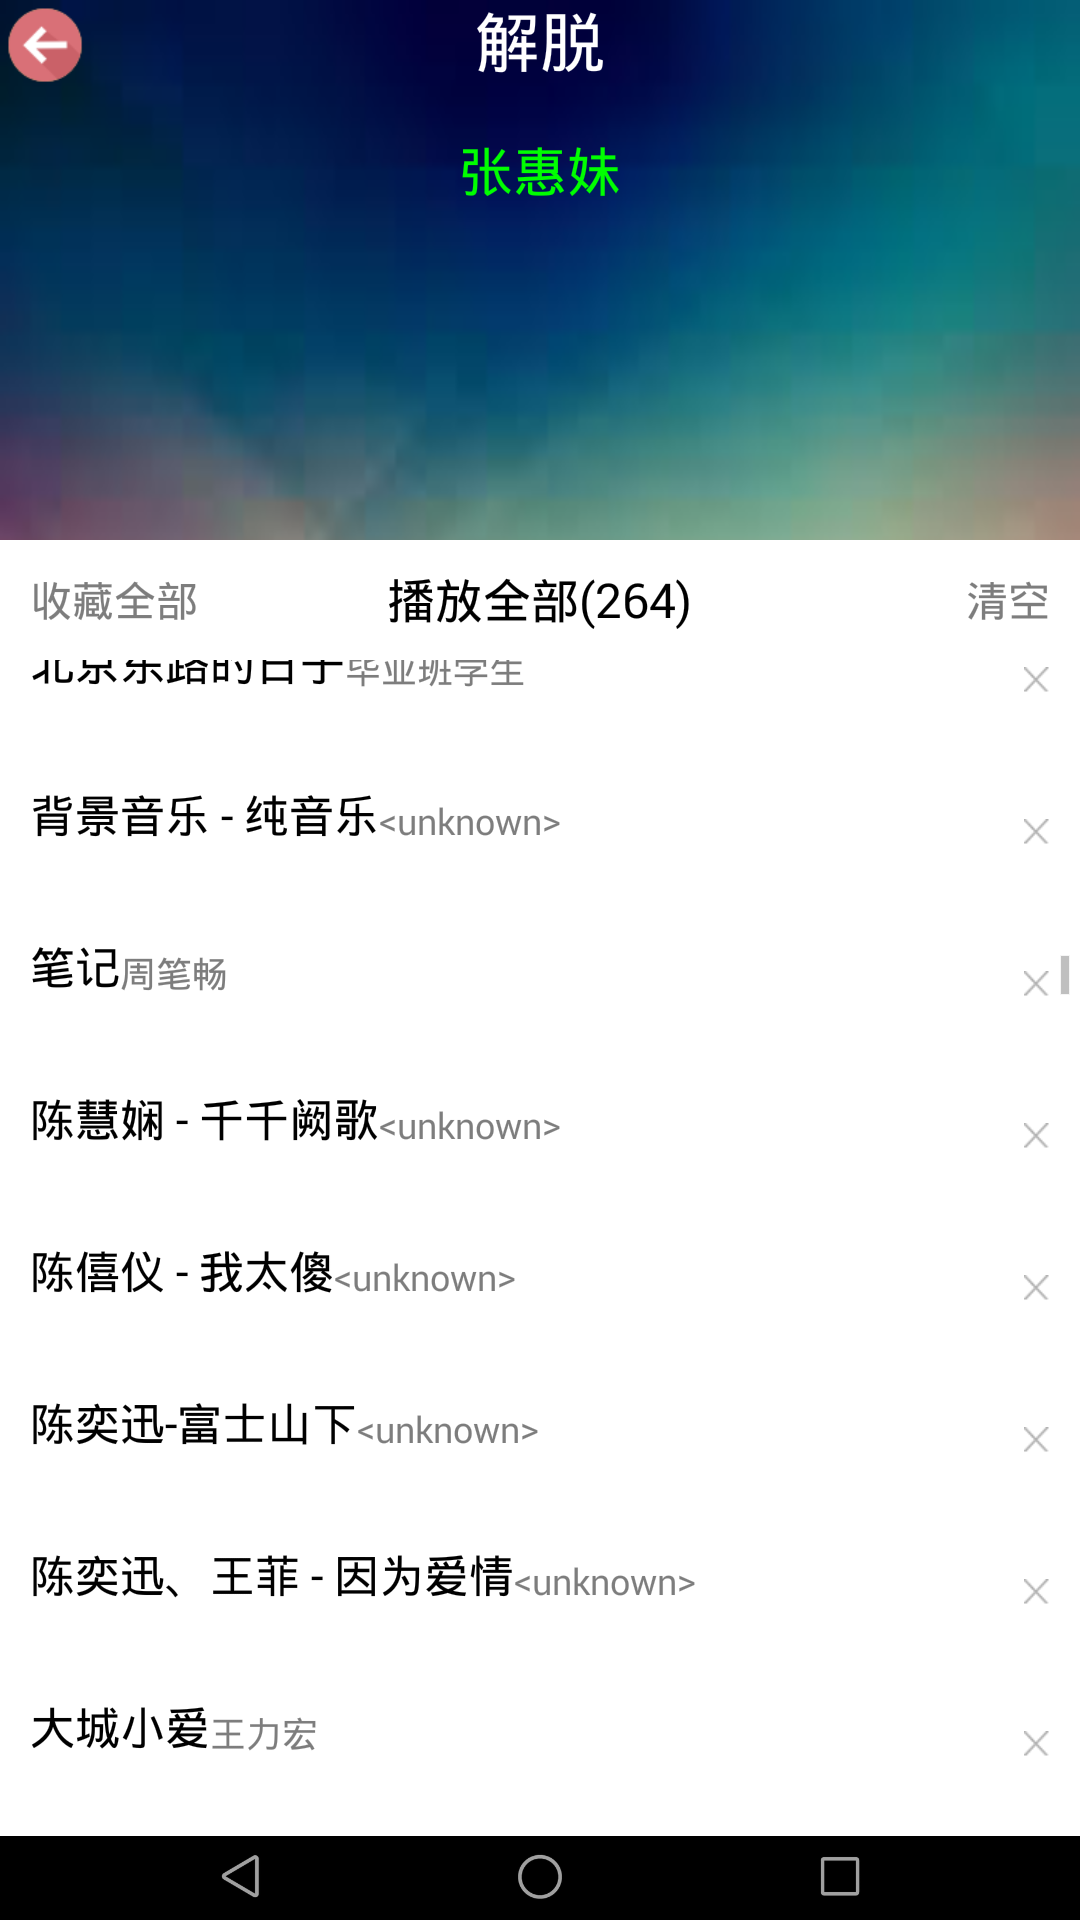 解脱
张惠妹
收藏全部 播放全部(264) 清空
北京东路的日子毕业班学生
背景音乐 - 纯音乐<unknown>
笔记周笔畅
陈慧娴 - 千千阙歌<unknown>
陈僖仪 - 我太傻<unknown>
陈奕迅-富士山下<unknown>
陈奕迅、王菲 - 因为爱情<unknown>
大城小爱王力宏